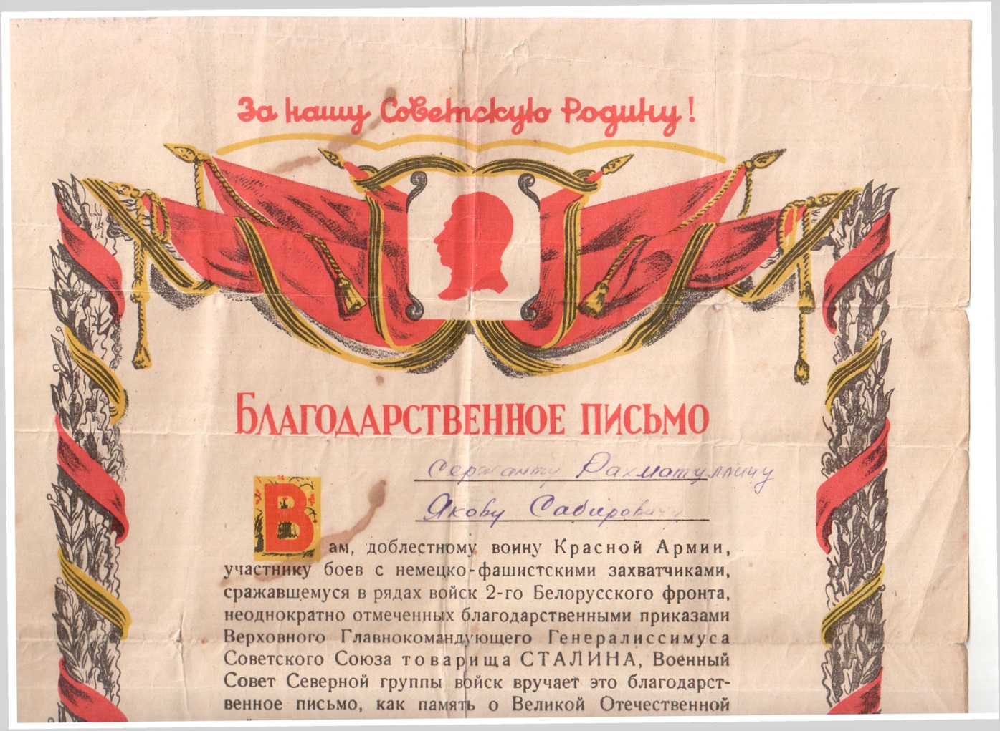 За нашу Советскую Родину!
БЛАГОДАРСТВЕННОЕ ПИСЬМО
Сержанту Рахматуллину
Якову Сабировичу
Вам, доблестному воину Красной Армии,
участнику боев с немецко-фашистскими захватчиками,
сражавшемуся в рядах войск 2-го Белорусского фронта,
неоднократно отмеченных благодарственными приказами
Верховного Главнокомандующего Генералиссимуса
Советского Союза товарища СТАЛИНА, Военный
Совет Северной группы войск вручает это благодарст-
венное письмо, как память о Великой Отечественной